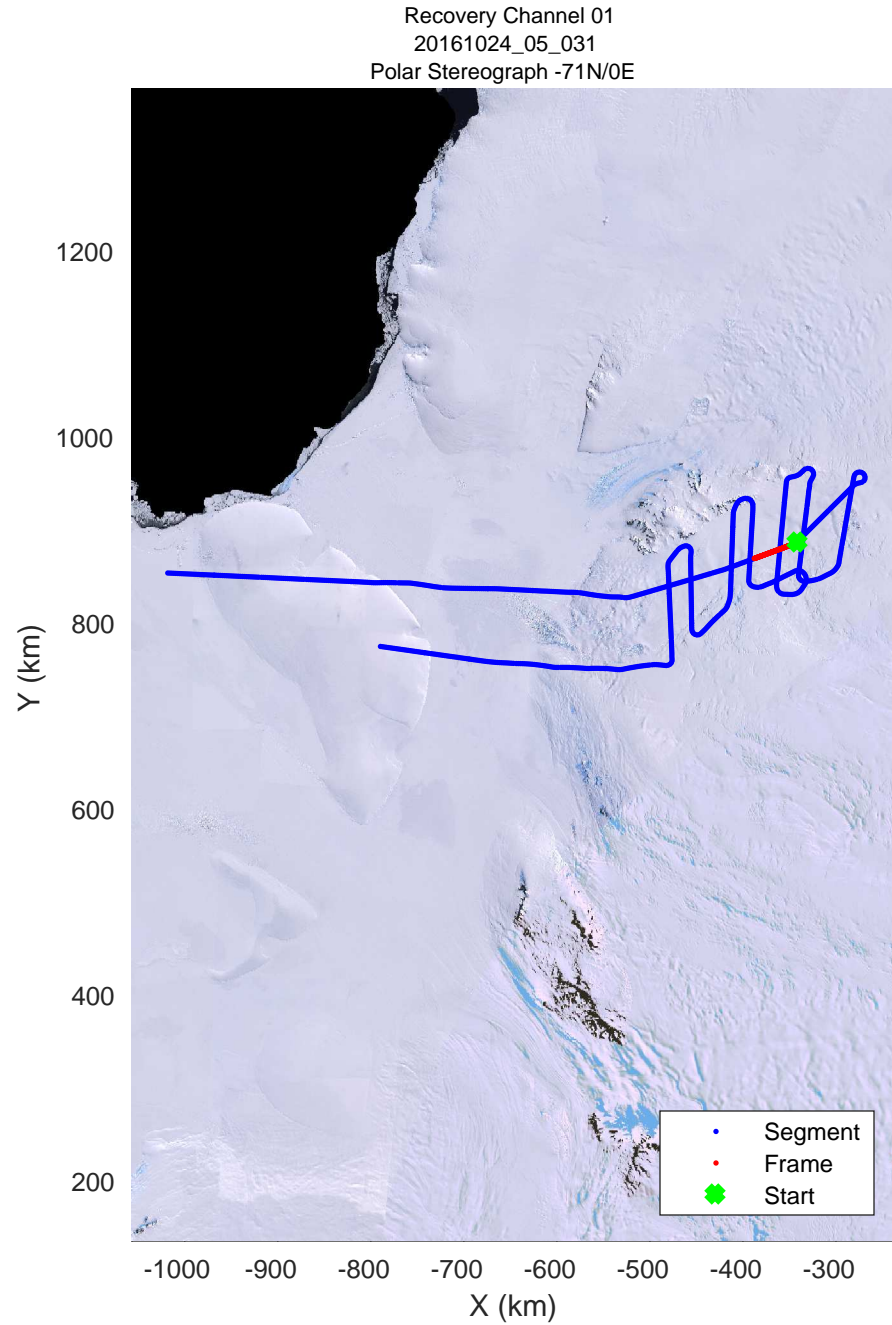 Recovery Channel 01
20161024_05_031
Polar Stereograph -71N/0E
1200
1000
800
600
400
200
Y (km)
-1000 -900 -800 -700 -600 -500 -400 -300
X (km)
Segment
Frame
Start